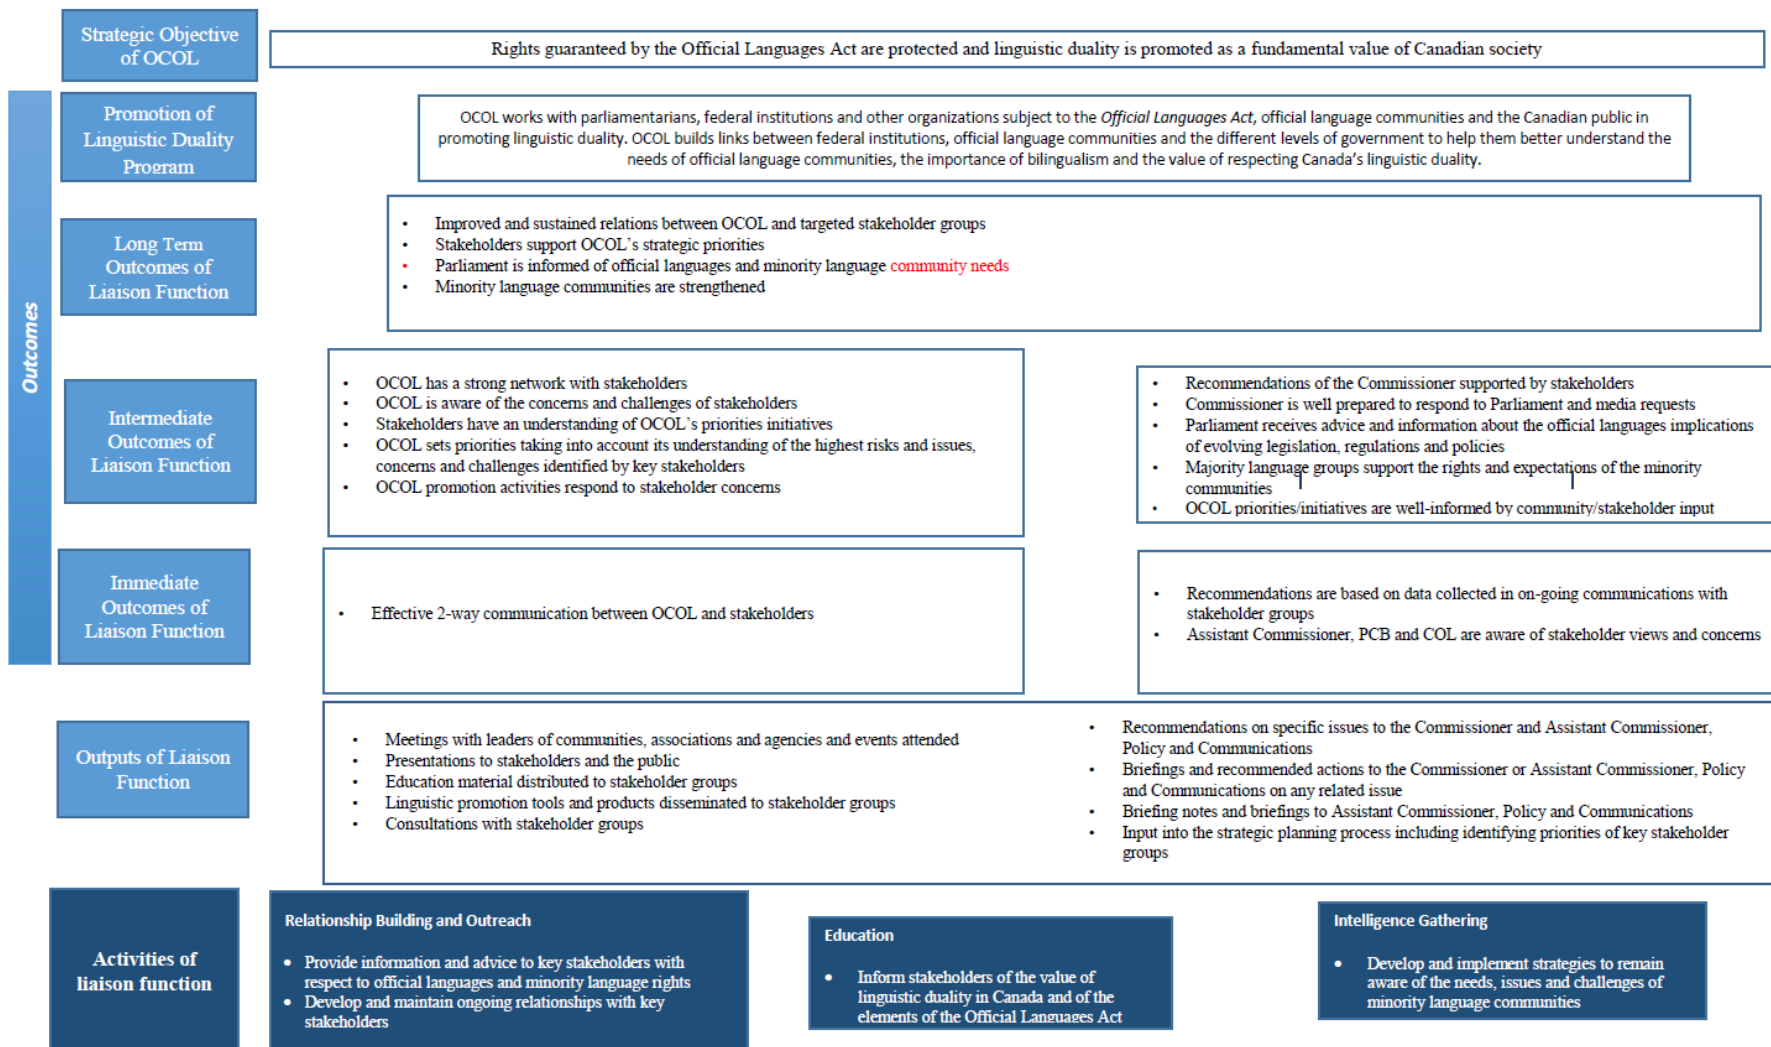 Strategic Objective
of OCOL
Rights guaranteed by the Official Languages Act are protected and linguistic duality is promoted as a fundamental value of Canadian society
Outcomes
Promotion of
Linguistic Duality
Program
OCOL works with parliamentarians, federal institutions and other organizations subject to the Official Languages Act, official language communities and the Canadian public in
promoting linguistic duality. OCOL builds links between federal institutions, official language communities and the different levels of government to help them better understand the
needs of official language communities, the importance of bilingualism and the value of respecting Canada's linguistic duality.
Long Term
Outcomes of
Liaison Function
• Improved and sustained relations between OCOL and targeted stakeholder groups
• Stakeholders support OCOL's strategic priorities
• Parliament is informed of official languages and minority language community needs
• Minority language communities are strengthened
Intermediate
Outcomes of
Liaison Function
• OCOL has a strong network with stakeholders
• OCOL is aware of the concerns and challenges of stakeholders
• Stakeholders have an understanding of OCOL's priorities initiatives
• OCOL sets priorities taking into account its understanding of the highest risks and issues,
concerns and challenges identified by key stakeholders
• OCOL promotion activities respond to stakeholder concerns
• Recommendations of the Commissioner supported by stakeholders
• Commissioner is well prepared to respond to Parliament and media requests
• Parliament receives advice and information about the official languages implications
of evolving legislation, regulations and policies
• Majority language groups support the rights and expectations of the minority
communities
• OCOL priorities/initiatives are well-informed by community/stakeholder input
Immediate
Outcomes of
Liaison Function
• Effective 2-way communication between OCOL and stakeholders
• Recommendations are based on data collected in on-going communications with
stakeholder groups
• Assistant Commissioner, PCB and COL are aware of stakeholder views and concerns
Outputs of Liaison
Function
• Meetings with leaders of communities, associations and agencies and events attended
• Presentations to stakeholders and the public
• Education material distributed to stakeholder groups
• Linguistic promotion tools and products disseminated to stakeholder groups
• Consultations with stakeholder groups
• Recommendations on specific issues to the Commissioner and Assistant Commissioner,
Policy and Communications
• Briefings and recommended actions to the Commissioner or Assistant Commissioner, Policy
and Communications on any related issue
• Briefing notes and briefings to Assistant Commissioner, Policy and Communications
• Input into the strategic planning process including identifying priorities of key stakeholder
groups
Activities of
liaison function
Relationship Building and Outreach
• Provide information and advice to key stakeholders with
respect to official languages and minority language rights
• Develop and maintain ongoing relationships with key
stakeholders
Education
• Inform stakeholders of the value of
linguistic duality in Canada and of the
elements of the Official Languages Act
Intelligence Gathering
• Develop and implement strategies to remain
aware of the needs, issues and challenges of
minority language communities